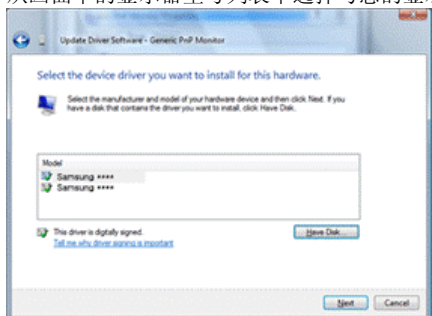 Update Driver Software - Generic PnP Monitor
Select the device driver you want to install for this hardware.
Select the manufacturer and model of your hardware device and then click Next. If you
have a disk that contains the driver you want to install, click Have Disk.
Model
Samsung ****
Samsung ****
This driver is digitally signed.
Have Disk...
Tell me why driver signing is important
Next
Cancel